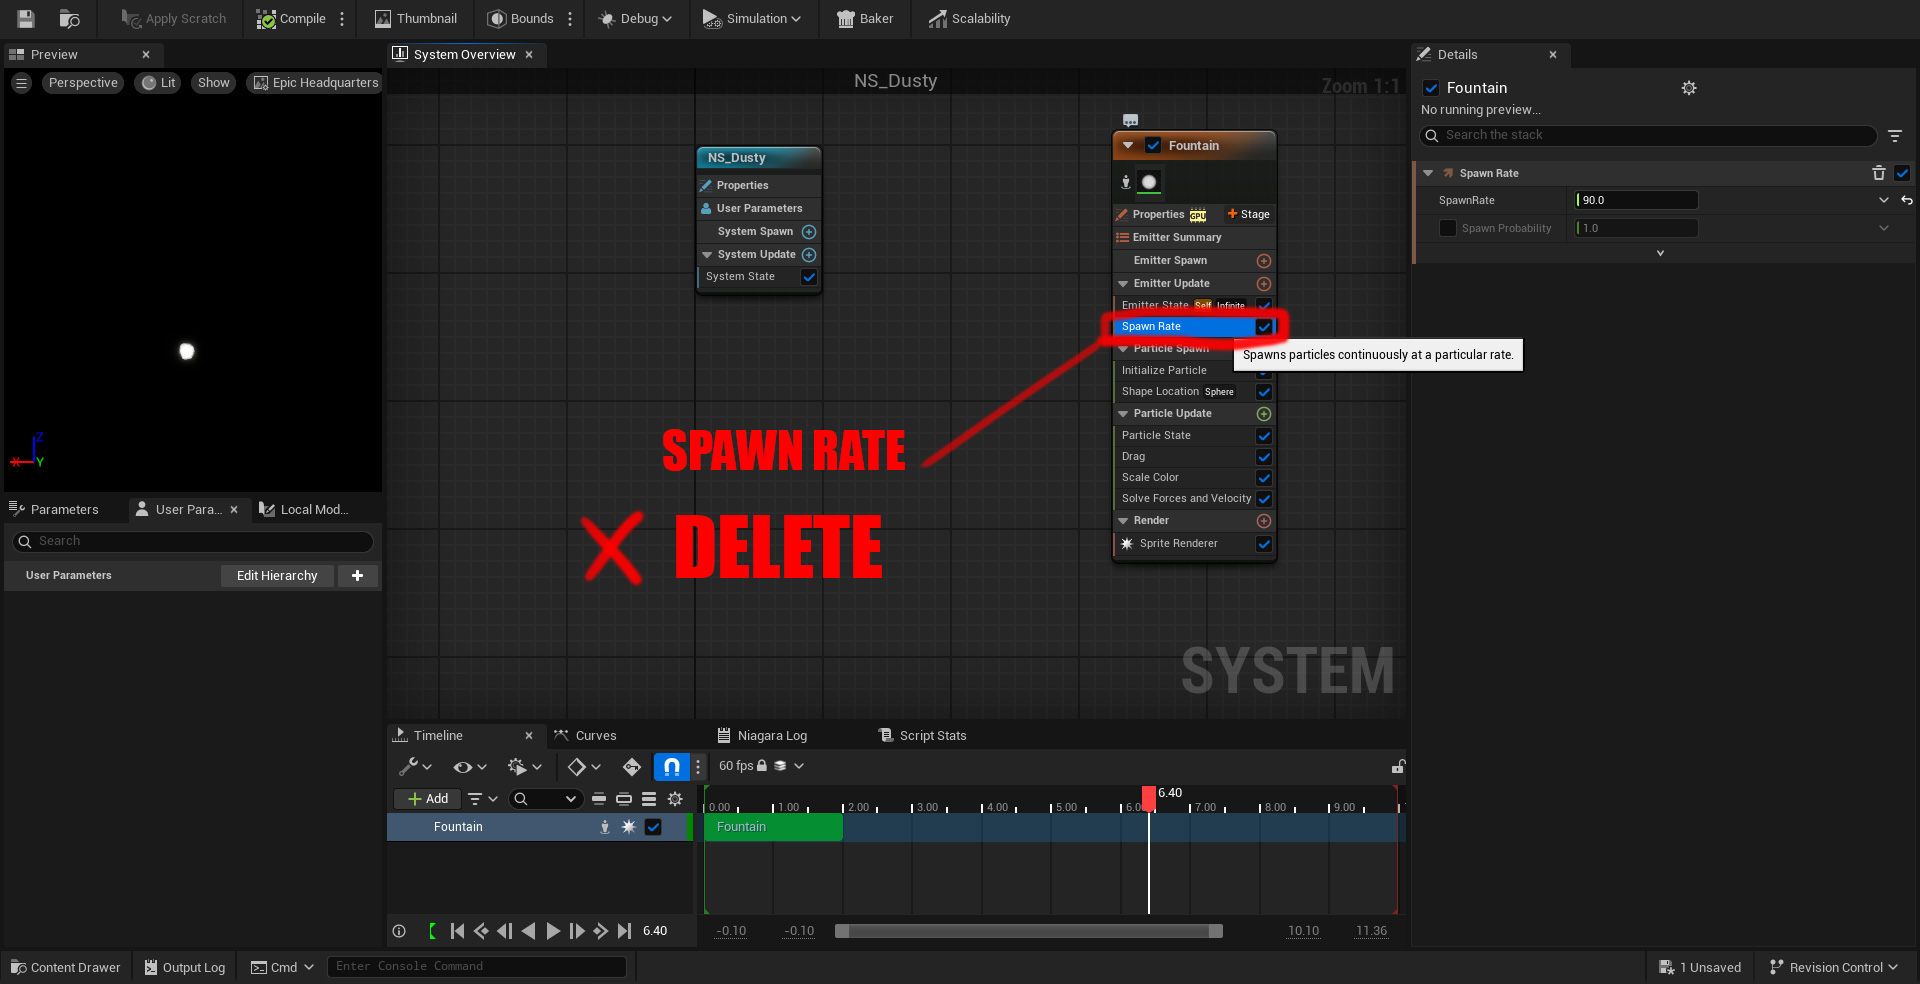 Apply Scratch
Compile
Thumbnail
Bounds
Debug
Simulation
Baker
Scalability
Preview
System Overview
Details
Perspective
Lit
Show
Epic Headquarters
NS_Dusty
Zoom 1:1
Fountain
No running preview...
Search the stack
Spawn Rate
SpawnRate
90.0
Spawn Probability
1.0
NS_Dusty
Properties
User Parameters
System Spawn
System Update
System State
Fountain
Properties
GPU
Stage
Emitter Summary
Emitter Spawn
Emitter Update
Emitter State Self Infinite
Spawn Rate
Particle Spawn
Spawns particles continuously at a particular rate.
Initialize Particle
Shape Location Sphere
Particle Update
Particle State
Drag
Scale Color
Solve Forces and Velocity
Render
Sprite Renderer
SPAWN RATE
DELETE
SYSTEM
Z
X
Y
Parameters
User Para...
Local Mod...
Search
User Parameters
Edit Hierarchy
Timeline
Curves
Niagara Log
Script Stats
60 fps
Add
6.40
0.00
1.00
2.00
3.00
4.00
5.00
6.00
7.00
8.00
9.00
Fountain
Fountain
6.40
-0.10
-0.10
10.10
11.36
Content Drawer
Output Log
Cmd
Enter Console Command
1 Unsaved
Revision Control